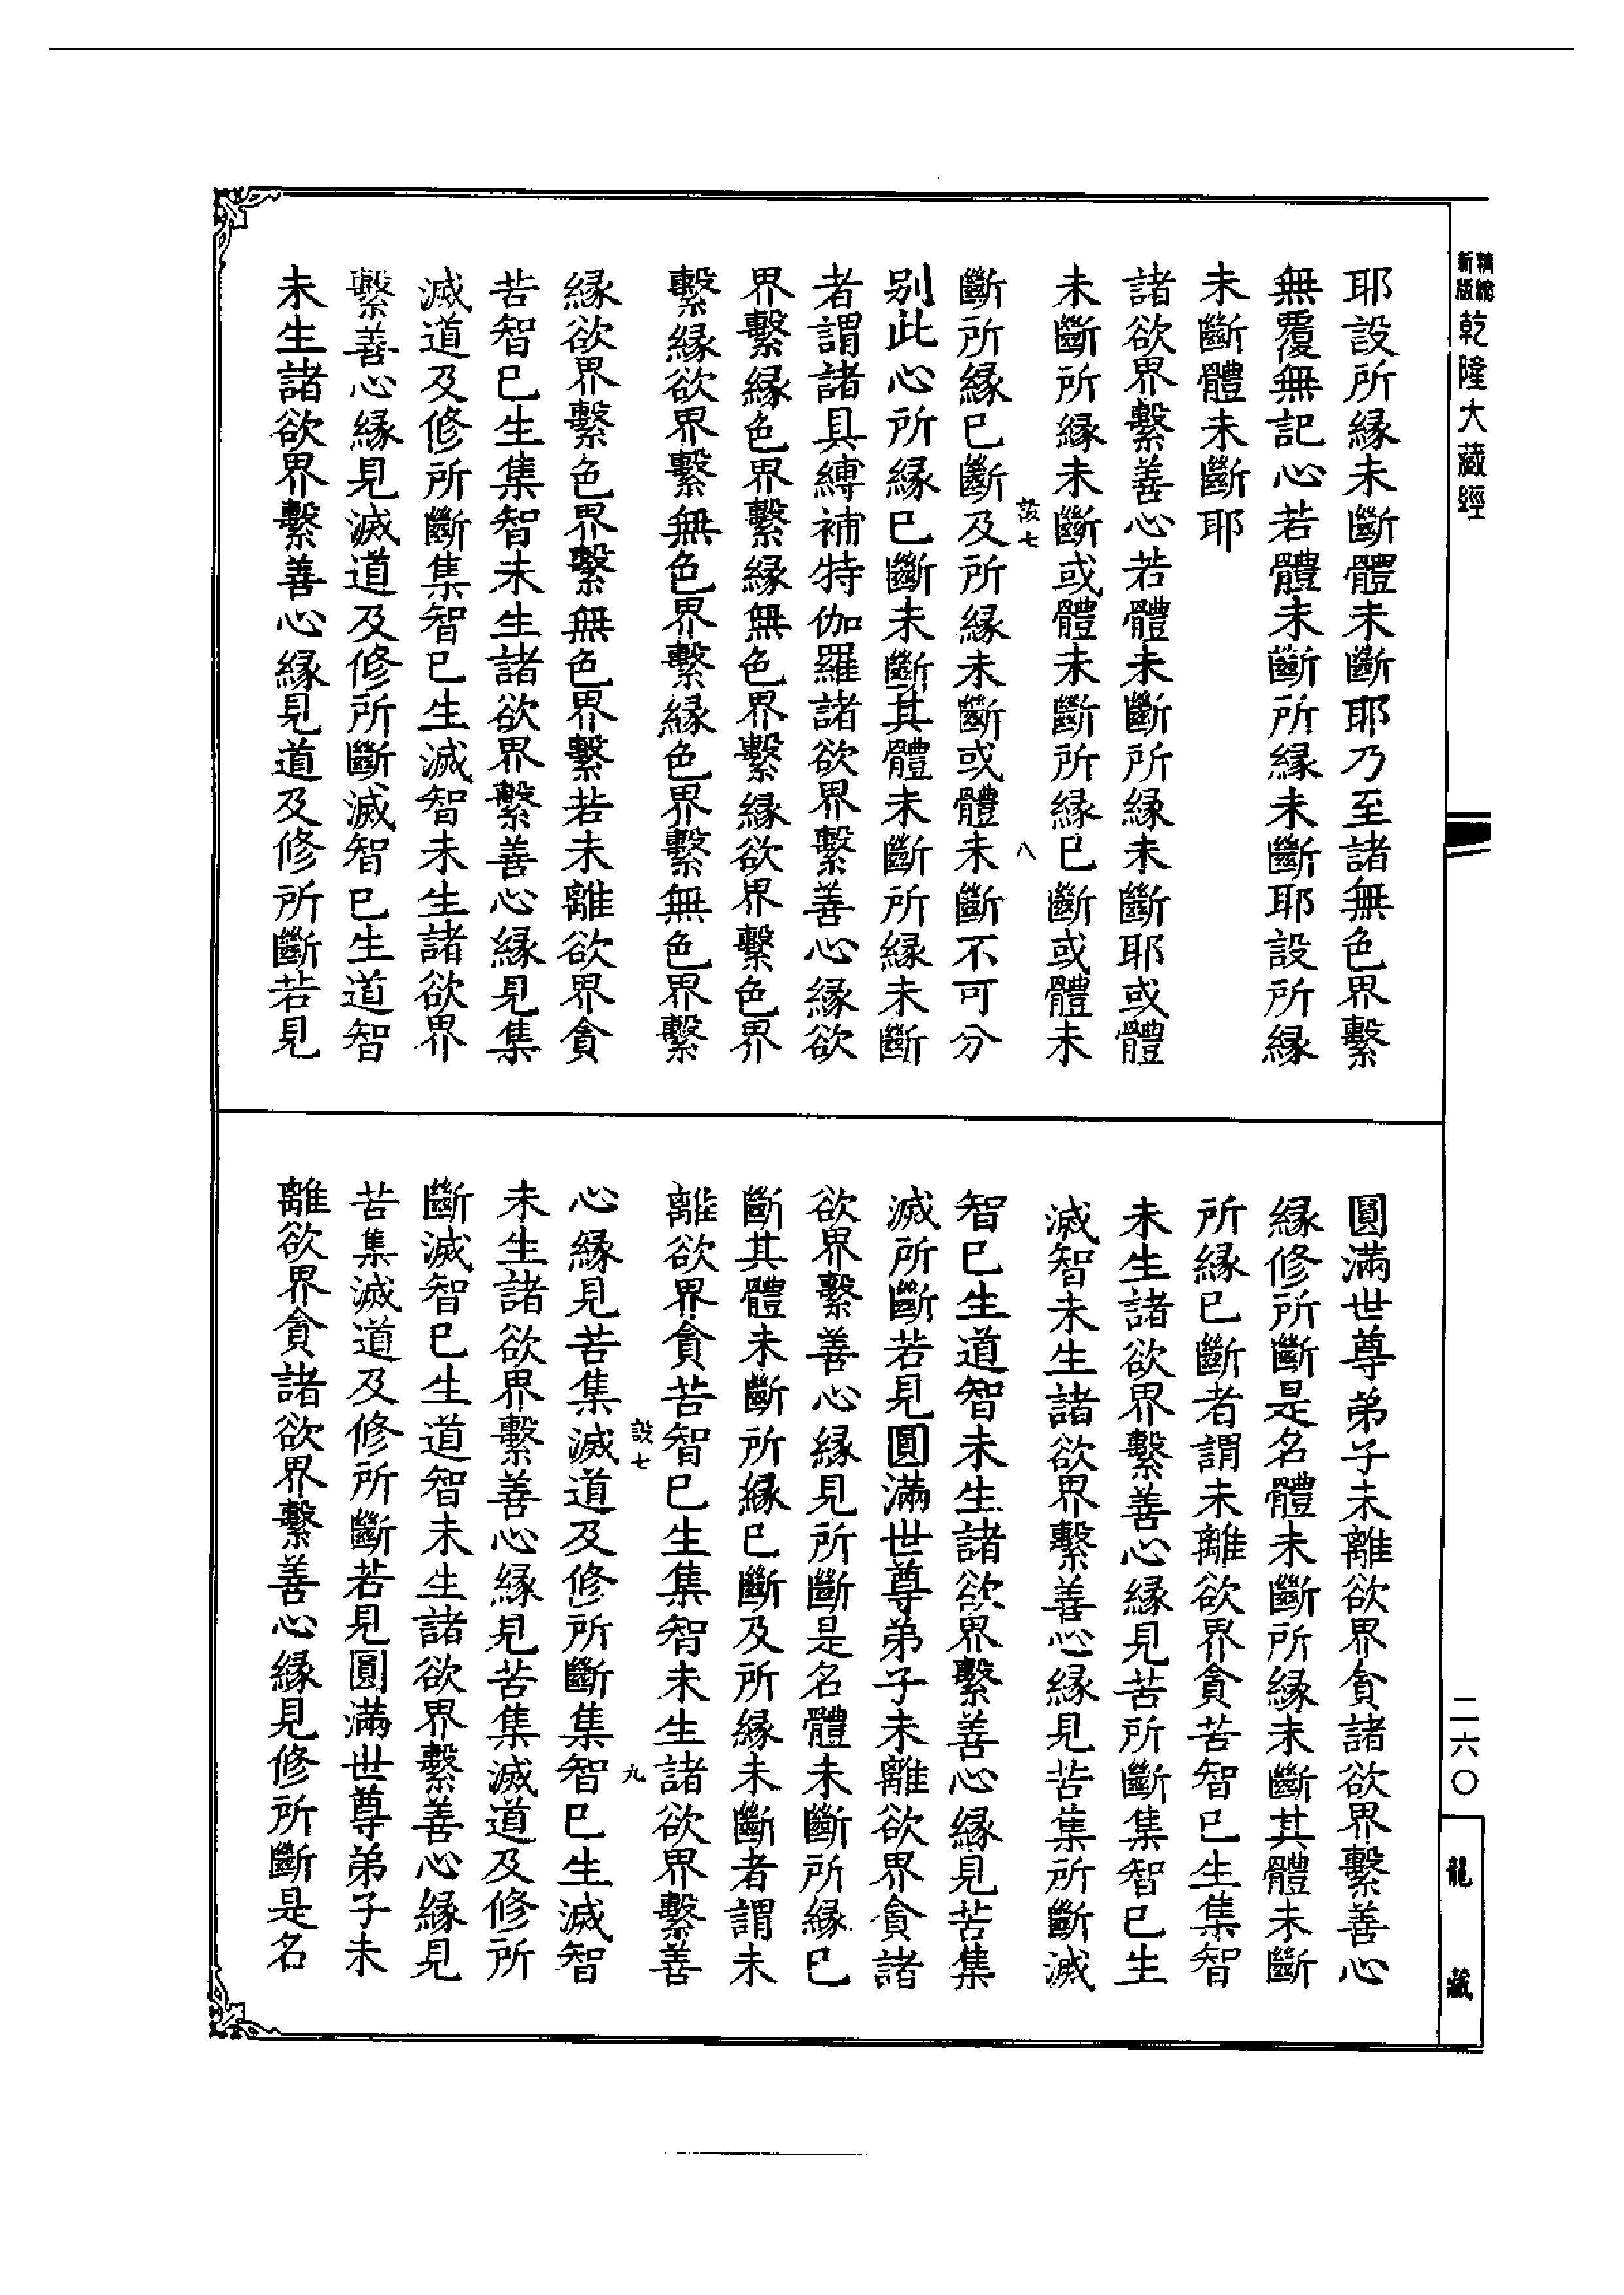 新版精縮乾隆大藏經
耶設所緣未斷體未斷耶乃至諸無色界繫
無覆無記心若體未斷所緣未斷耶設所緣
未斷體未斷耶
諸欲界繫善心若體未斷所緣未斷耶或體
未斷所緣未斷或體未斷所緣已斷或體未
設七 八
斷所緣已斷及所緣未斷或體未斷不可分
別此心所緣已斷未斷其體未斷所緣未斷
者謂諸具縛補特伽羅諸欲界繫善心緣欲
界繫緣色界繫緣無色界繫緣欲界繫色界
繫緣欲界繫無色界繫緣色界繫無色界繫
緣欲界繫色界繫無色界繫若未離欲界貪
苦智已生集智未生諸欲界繫善心緣見集
滅道及修所斷集智已生滅智未生諸欲界
繫善心緣見滅道及修所斷滅智已生道智
未生諸欲界繫善心緣見道及修所斷若見
圓滿世尊弟子未離欲界貪諸欲界繫善心
緣修所斷是名體未斷所緣未斷其體未斷
所緣已斷者謂未離欲界貪苦智已生集智
未生諸欲界繫善心緣見苦所斷集智已生
滅智未生諸欲界繫善心緣見苦集所斷滅
智已生道智未生諸欲界繫善心緣見苦集
滅所斷若見圓滿世尊弟子未離欲界貪諸
欲界繫善心緣見所斷是名體未斷所緣已
斷其體未斷所緣已斷及所緣未斷者謂未
離欲界貪苦智已生集智未生諸欲界繫善
設七 九
心緣見苦集滅道及修所斷集智已生滅智
未生諸欲界繫善心緣見苦集滅道及修所
斷滅智已生道智未生諸欲界繫善心緣見
苦集滅道及修所斷若見圓滿世尊弟子未
離欲界貪諸欲界繫善心緣見修所斷是名
二六〇
龍藏